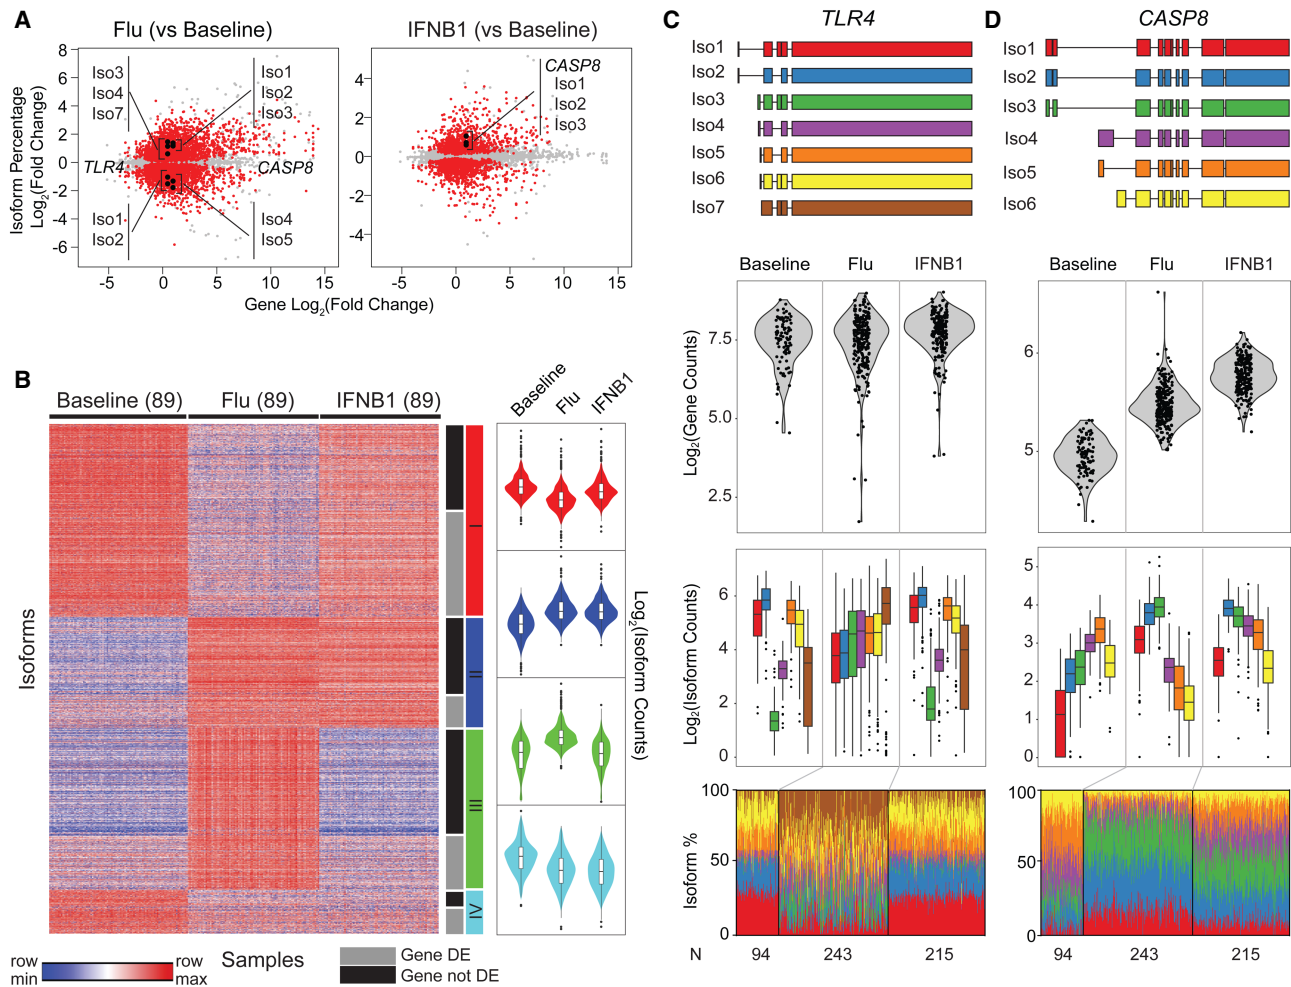 A
Flu (vs Baseline)
IFNB1 (vs Baseline)
Isoform Percentage
Log2(Fold Change)
8
6
4
2
0
-2
-4
-6
Iso3
Iso4
Iso7
Iso1
Iso2
Iso3
TLR4
CASP8
Iso1
Iso2
Iso4
Iso5
-5
0
5
10
15
4
2
0
-2
-4
CASP8
Iso1
Iso2
Iso3
-5
0
5
10
15
Gene Log2(Fold Change)
B
Baseline (89)
Flu (89)
IFNB1 (89)
Isoforms
I
II
III
IV
Baseline
Flu
IFNB1
Log2(Isoform Counts)
row
min
row
max
Samples
Gene DE
Gene not DE
C
TLR4
Iso1
Iso2
Iso3
Iso4
Iso5
Iso6
Iso7
Baseline
Flu
IFNB1
Log2(Gene Counts)
7.5
5.0
2.5
Log2(Isoform Counts)
6
4
2
0
Isoform %
100
50
0
N
94
243
215
D
CASP8
Iso1
Iso2
Iso3
Iso4
Iso5
Iso6
Baseline
Flu
IFNB1
6
5
5
4
3
2
1
0
100
50
0
94
243
215